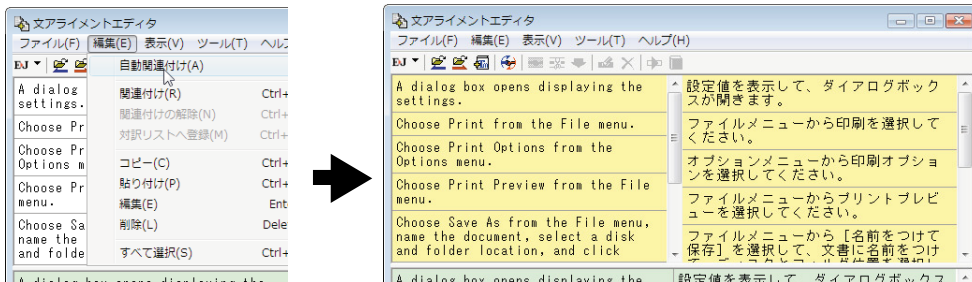 文アライメントエディタ
ファイル(F) 編集(E) 表示(V) ツール(T) ヘル
EJ
自動関連付け(A)
関連付け(R) Ctrl+
関連付けの解除(N) Ctrl+
対訳リストへ登録(M) Ctrl+
コピー(C) Ctrl+
貼り付け(P) Ctrl+
編集(E) Ent
削除(L) Dele
すべて選択(S) Ctrl+
A dialog
settings.
Choose Pr
Choose Pr
Options m
Choose Pr
menu.
Choose Sa
name the
and folde
A dialog box opens displaying the
文アライメントエディタ
ファイル(F) 編集(E) 表示(V) ツール(T) ヘルプ(H)
EJ
A dialog box opens displaying the
settings.
Choose Print from the File menu.
Choose Print Options from the
Options menu.
Choose Print Preview from the File
menu.
Choose Save As from the File menu,
name the document, select a disk
and folder location, and click
設定値を表示して、ダイアログボック
スが開きます。
ファイルメニューから印刷を選択して
ください。
オプションメニューから印刷オプショ
ンを選択してください。
ファイルメニューからプリントプレビ
ューを選択してください。
ファイルメニューから［名前をつけて
保存］を選択して、文書に名前をつけ
A dialog box opens displaying the
設定値を表示して、ダイアログボックス